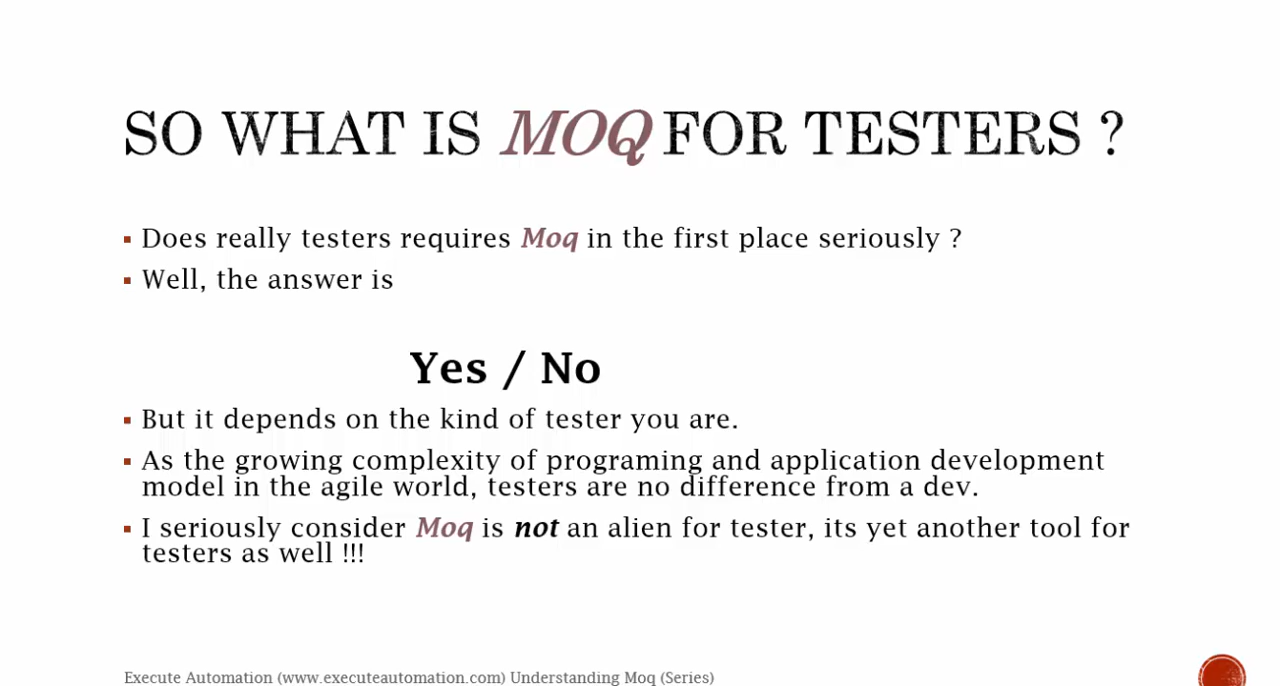 SO WHAT IS MOQ FOR TESTERS ?
▪ Does really testers requires Moq in the first place seriously ?
▪ Well, the answer is
Yes / No
▪ But it depends on the kind of tester you are.
▪ As the growing complexity of programing and application development
model in the agile world, testers are no difference from a dev.
▪ I seriously consider Moq is not an alien for tester, its yet another tool for
testers as well !!!
Execute Automation (www.executeautomation.com) Understanding Moq (Series)